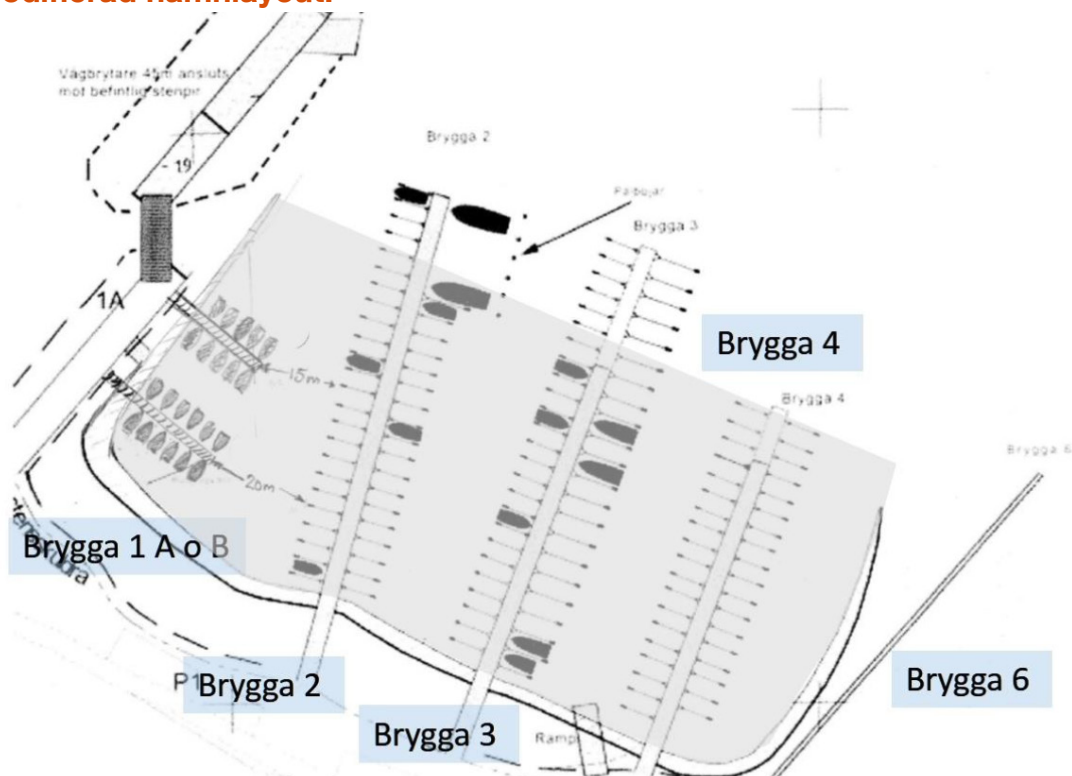 hamnlayout.
Vågbrytare 45m ansluts
mot befintlig stenpir
Brygga 2
19
Pålbojar
Brygga 3
1A
Brygga 4
15m
Brygga 4
Brygga 6
20m
Brygga 1 A o B
P1
Brygga 2
Brygga 6
Brygga 3
Ramp